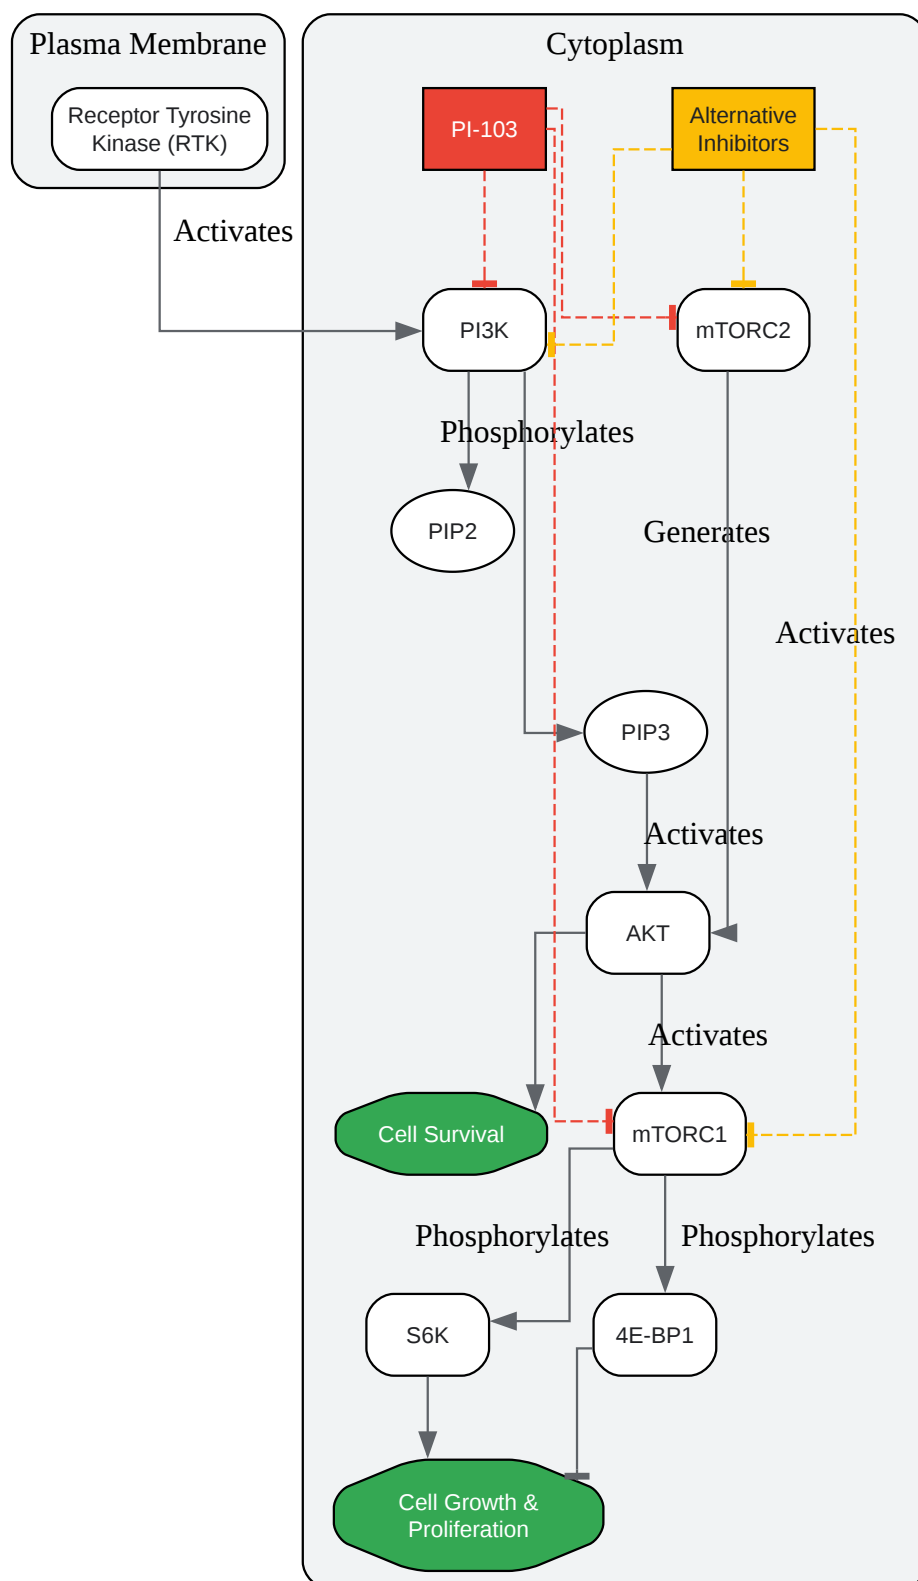 Plasma Membrane
Cytoplasm
Receptor Tyrosine
Kinase (RTK)
PI-103
Alternative
Inhibitors
Activates
PI3K
mTORC2
Phosphorylates
PIP2
Generates
Activates
PIP3
Activates
AKT
Activates
Cell Survival
mTORC1
Phosphorylates
Phosphorylates
S6K
4E-BP1
Cell Growth &
Proliferation